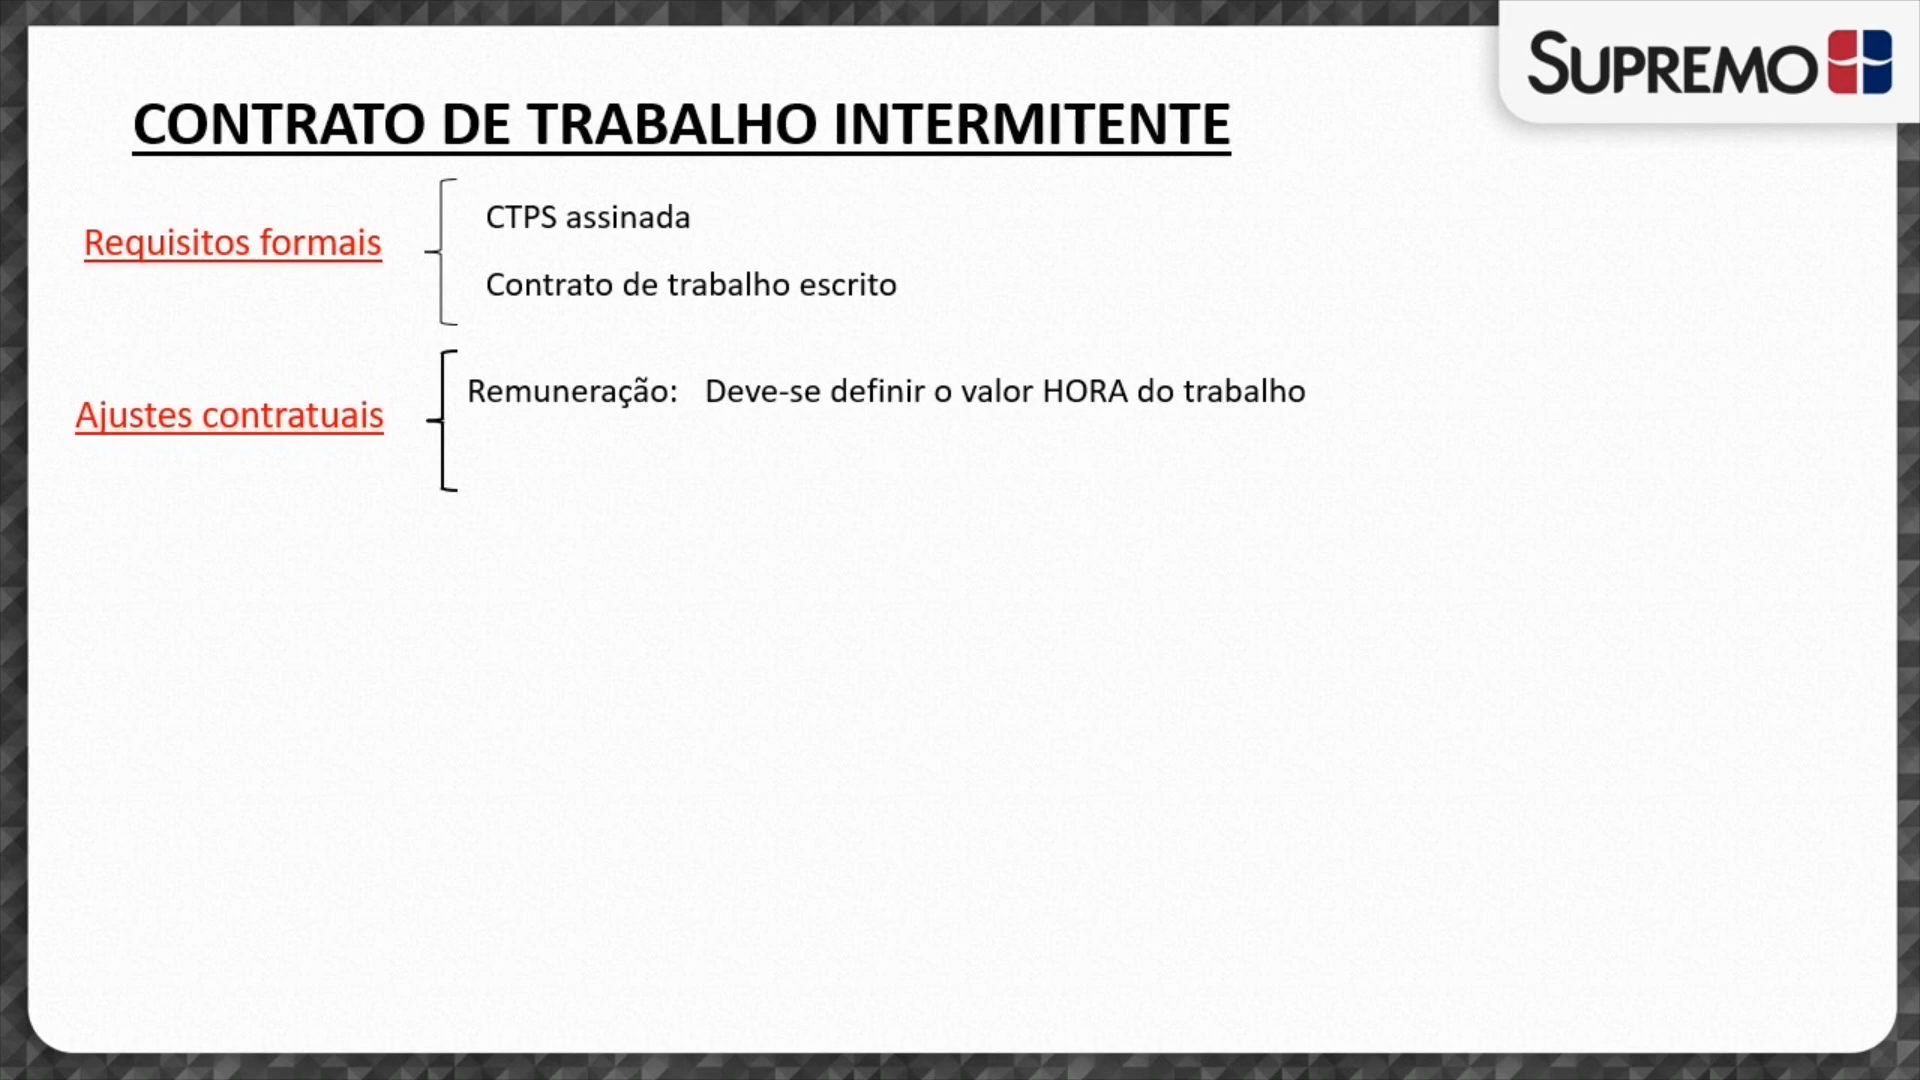 SUPREMO
CONTRATO DE TRABALHO INTERMITENTE
Requisitos formais
CTPS assinada
Contrato de trabalho escrito
Ajustes contratuais
Remuneração: Deve-se definir o valor HORA do trabalho